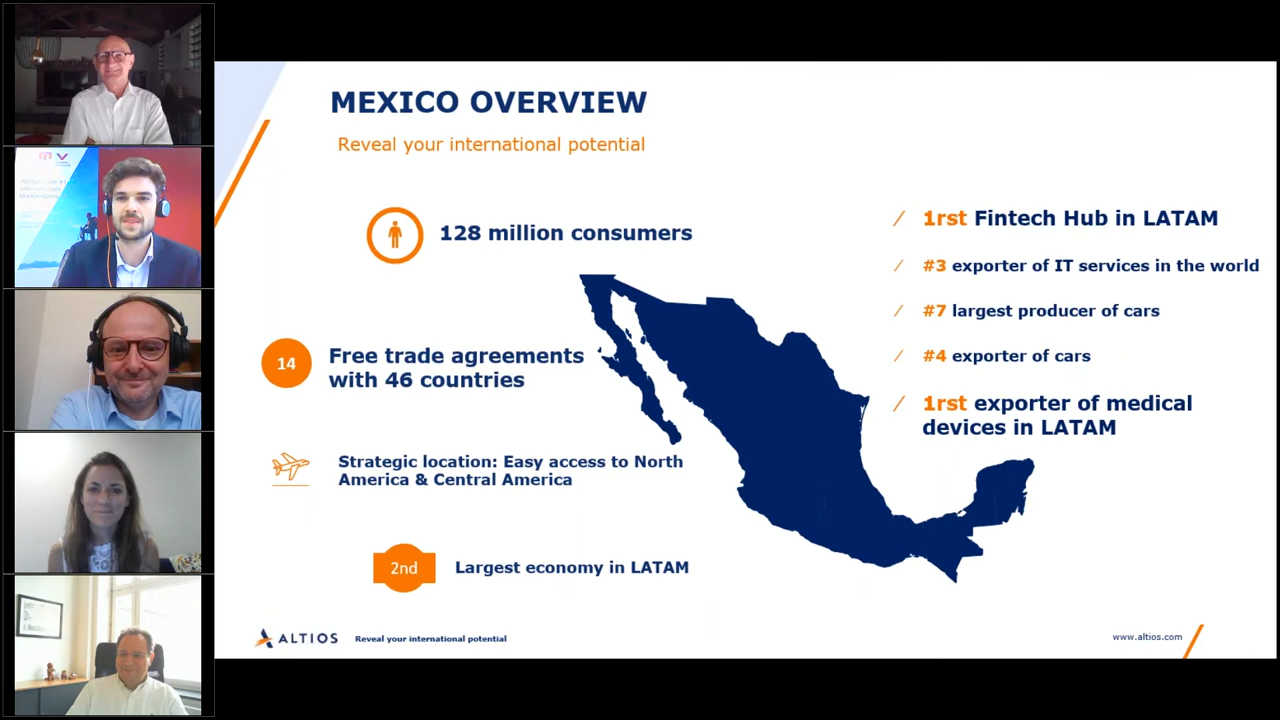 MEXICO OVERVIEW
Reveal your international potential
128 million consumers
14
Free trade agreements
with 46 countries
Strategic location: Easy access to North
America & Central America
2nd
Largest economy in LATAM
/ 1rst Fintech Hub in LATAM
/ #3 exporter of IT services in the world
/ #7 largest producer of cars
/ #4 exporter of cars
/ 1rst exporter of medical
devices in LATAM
ALTIOS
Reveal your international potential
www.altios.com